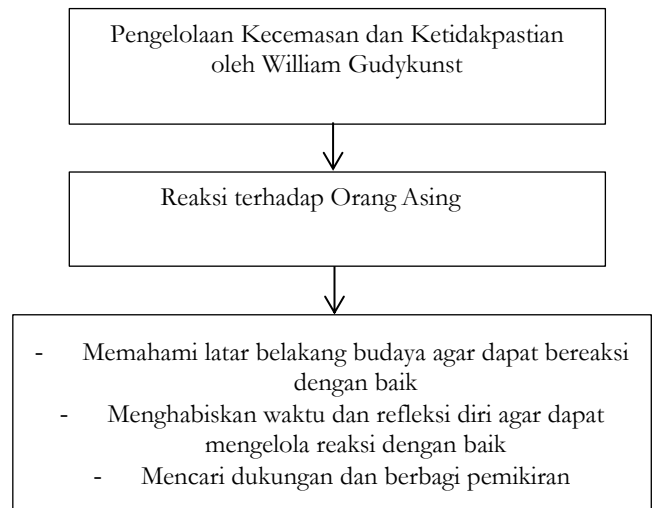 Pengelolaan Kecemasan dan Ketidakpastian
oleh William Gudykunst
Reaksi terhadap Orang Asing
- Memahami latar belakang budaya agar dapat bereaksi
dengan baik
- Menghabiskan waktu dan refleksi diri agar dapat
mengelola reaksi dengan baik
- Mencari dukungan dan berbagi pemikiran